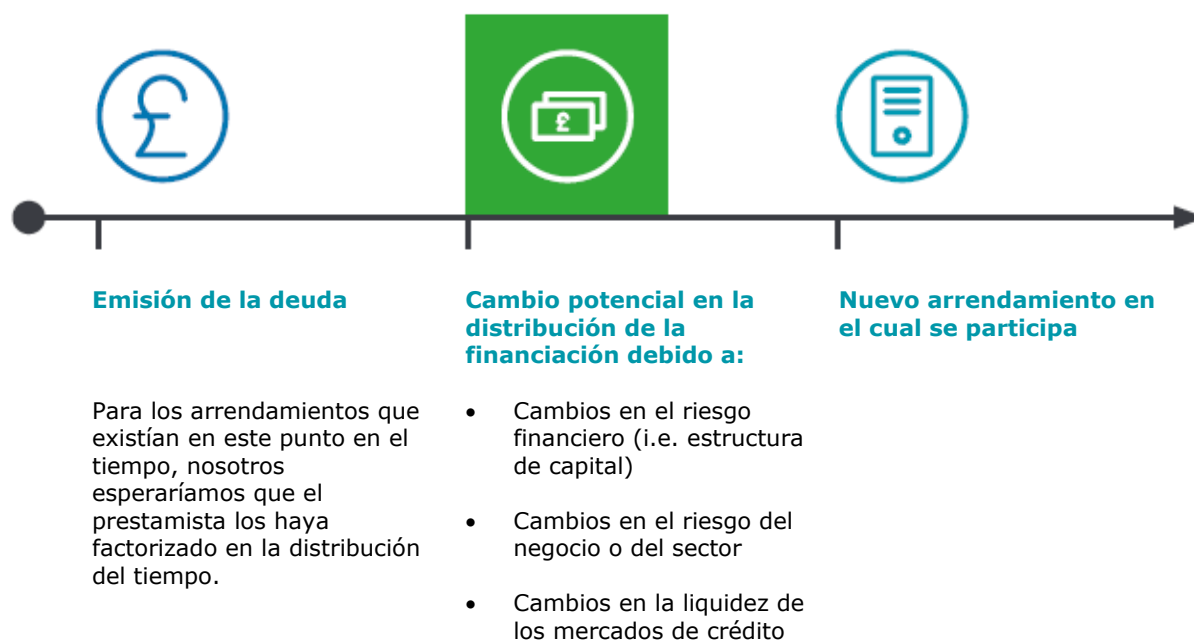 £
£
Emisión de la deuda
Para los arrendamientos que
existían en este punto en el
tiempo, nosotros
esperaríamos que el
prestamista los haya
factorizado en la distribución
del tiempo.
Cambio potencial en la
distribución de la
financiación debido a:
• Cambios en el riesgo
financiero (i.e. estructura
de capital)
• Cambios en el riesgo del
negocio o del sector
• Cambios en la liquidez de
los mercados de crédito
Nuevo arrendamiento en
el cual se participa